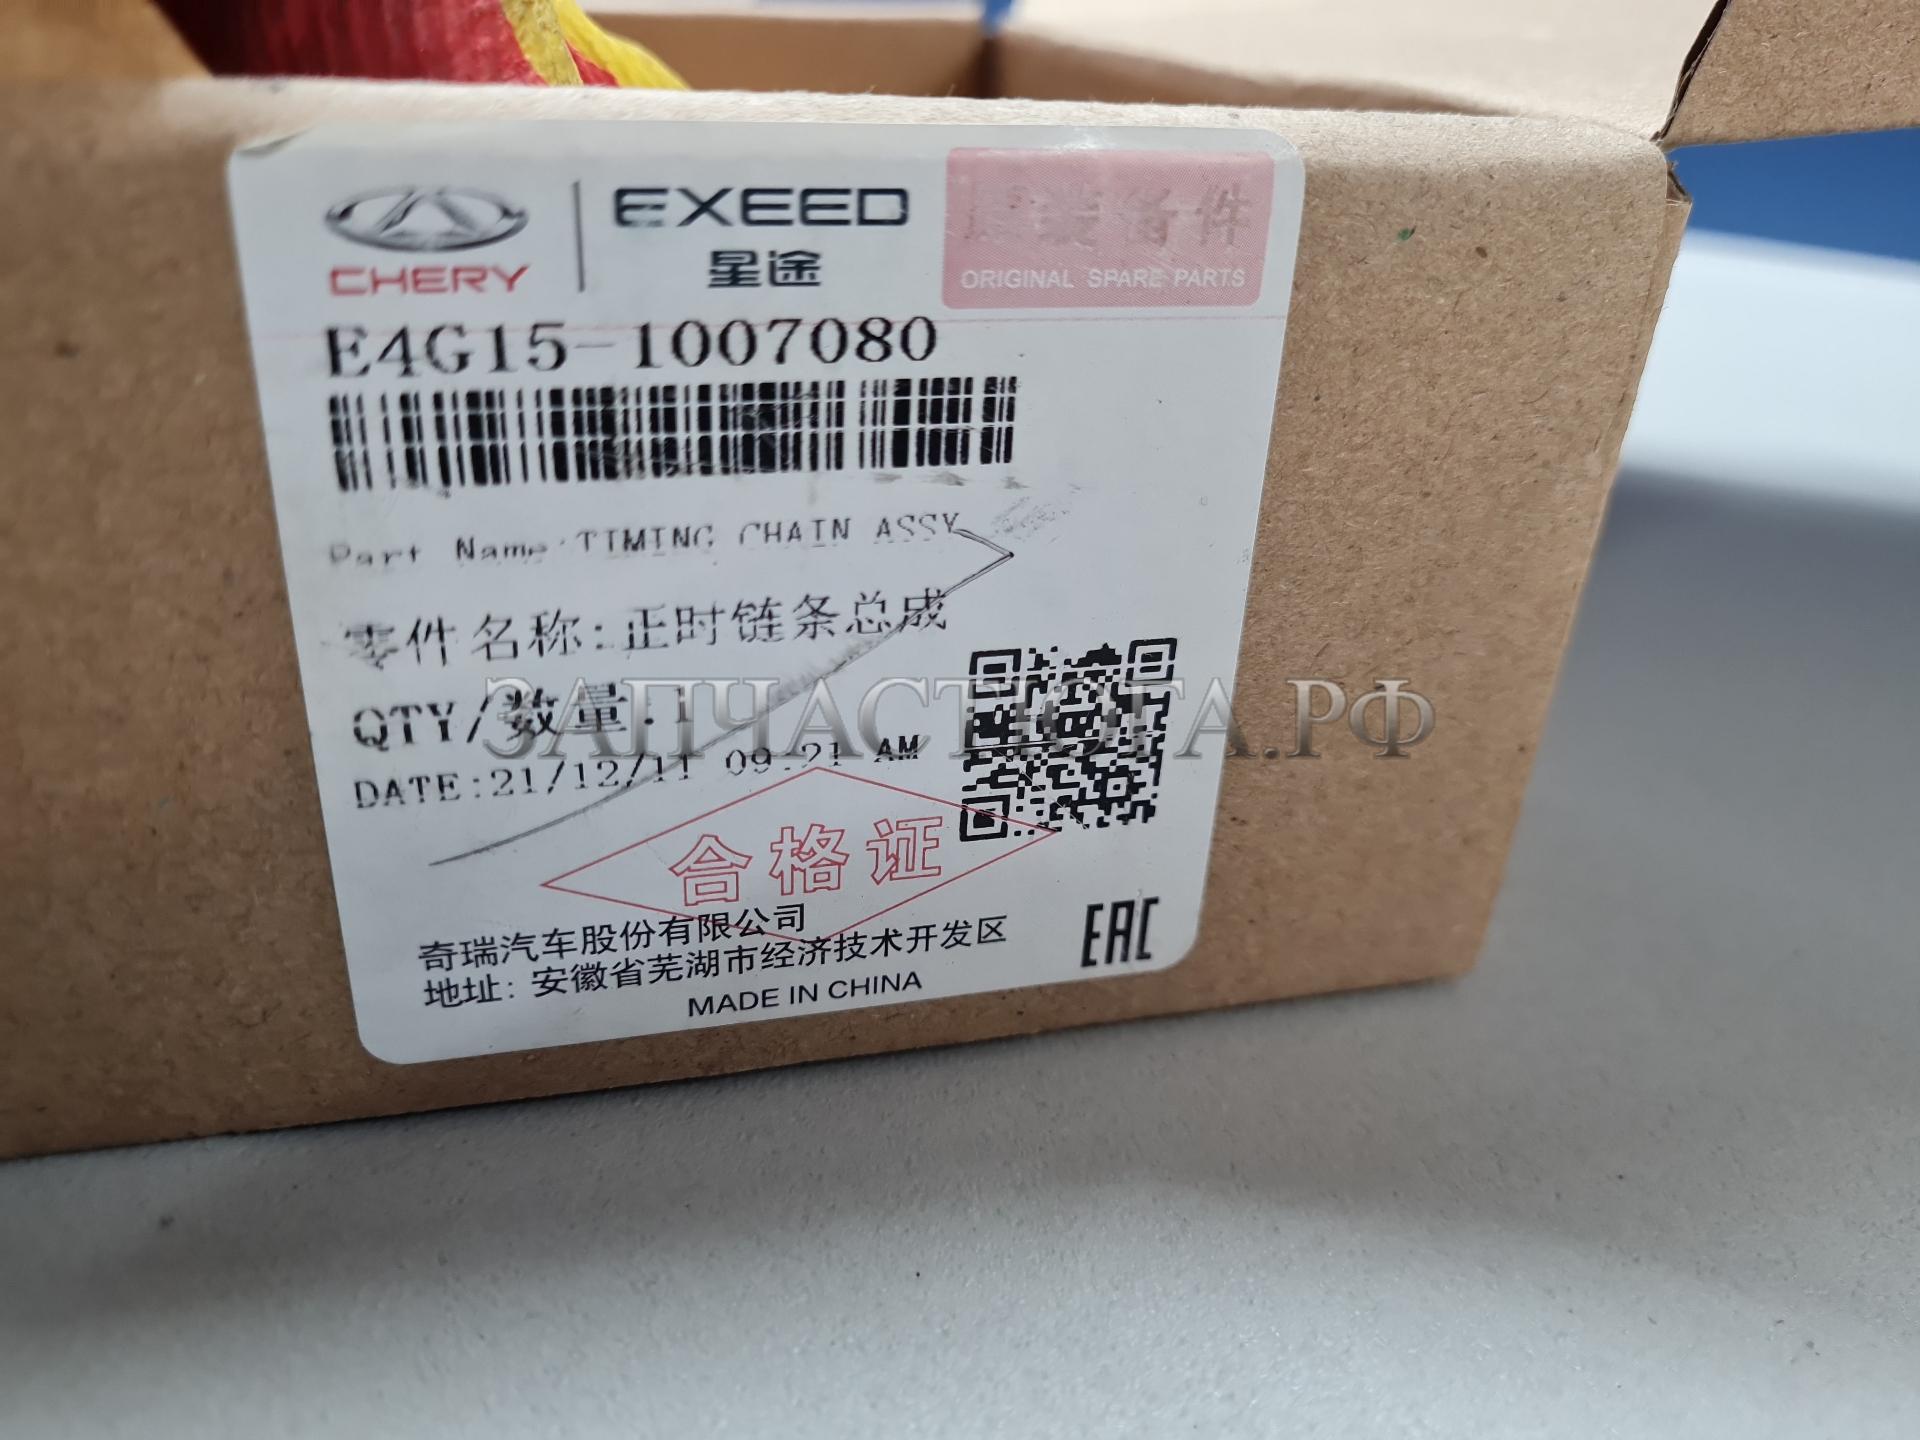 CHERY
EXEED
星途
原装备件
ORIGINAL SPARE PARTS
E4G15-1007080
Part Name:TIMING CHAIN ASSY
零件名称:正时链条总成
QTY/数量:1
ЗАПЧАСТЮГА.РФ
DATE:21/12/11 09:21 AM
合格证
奇瑞汽车股份有限公司
地址: 安徽省芜湖市经济技术开发区
MADE IN CHINA
EAC